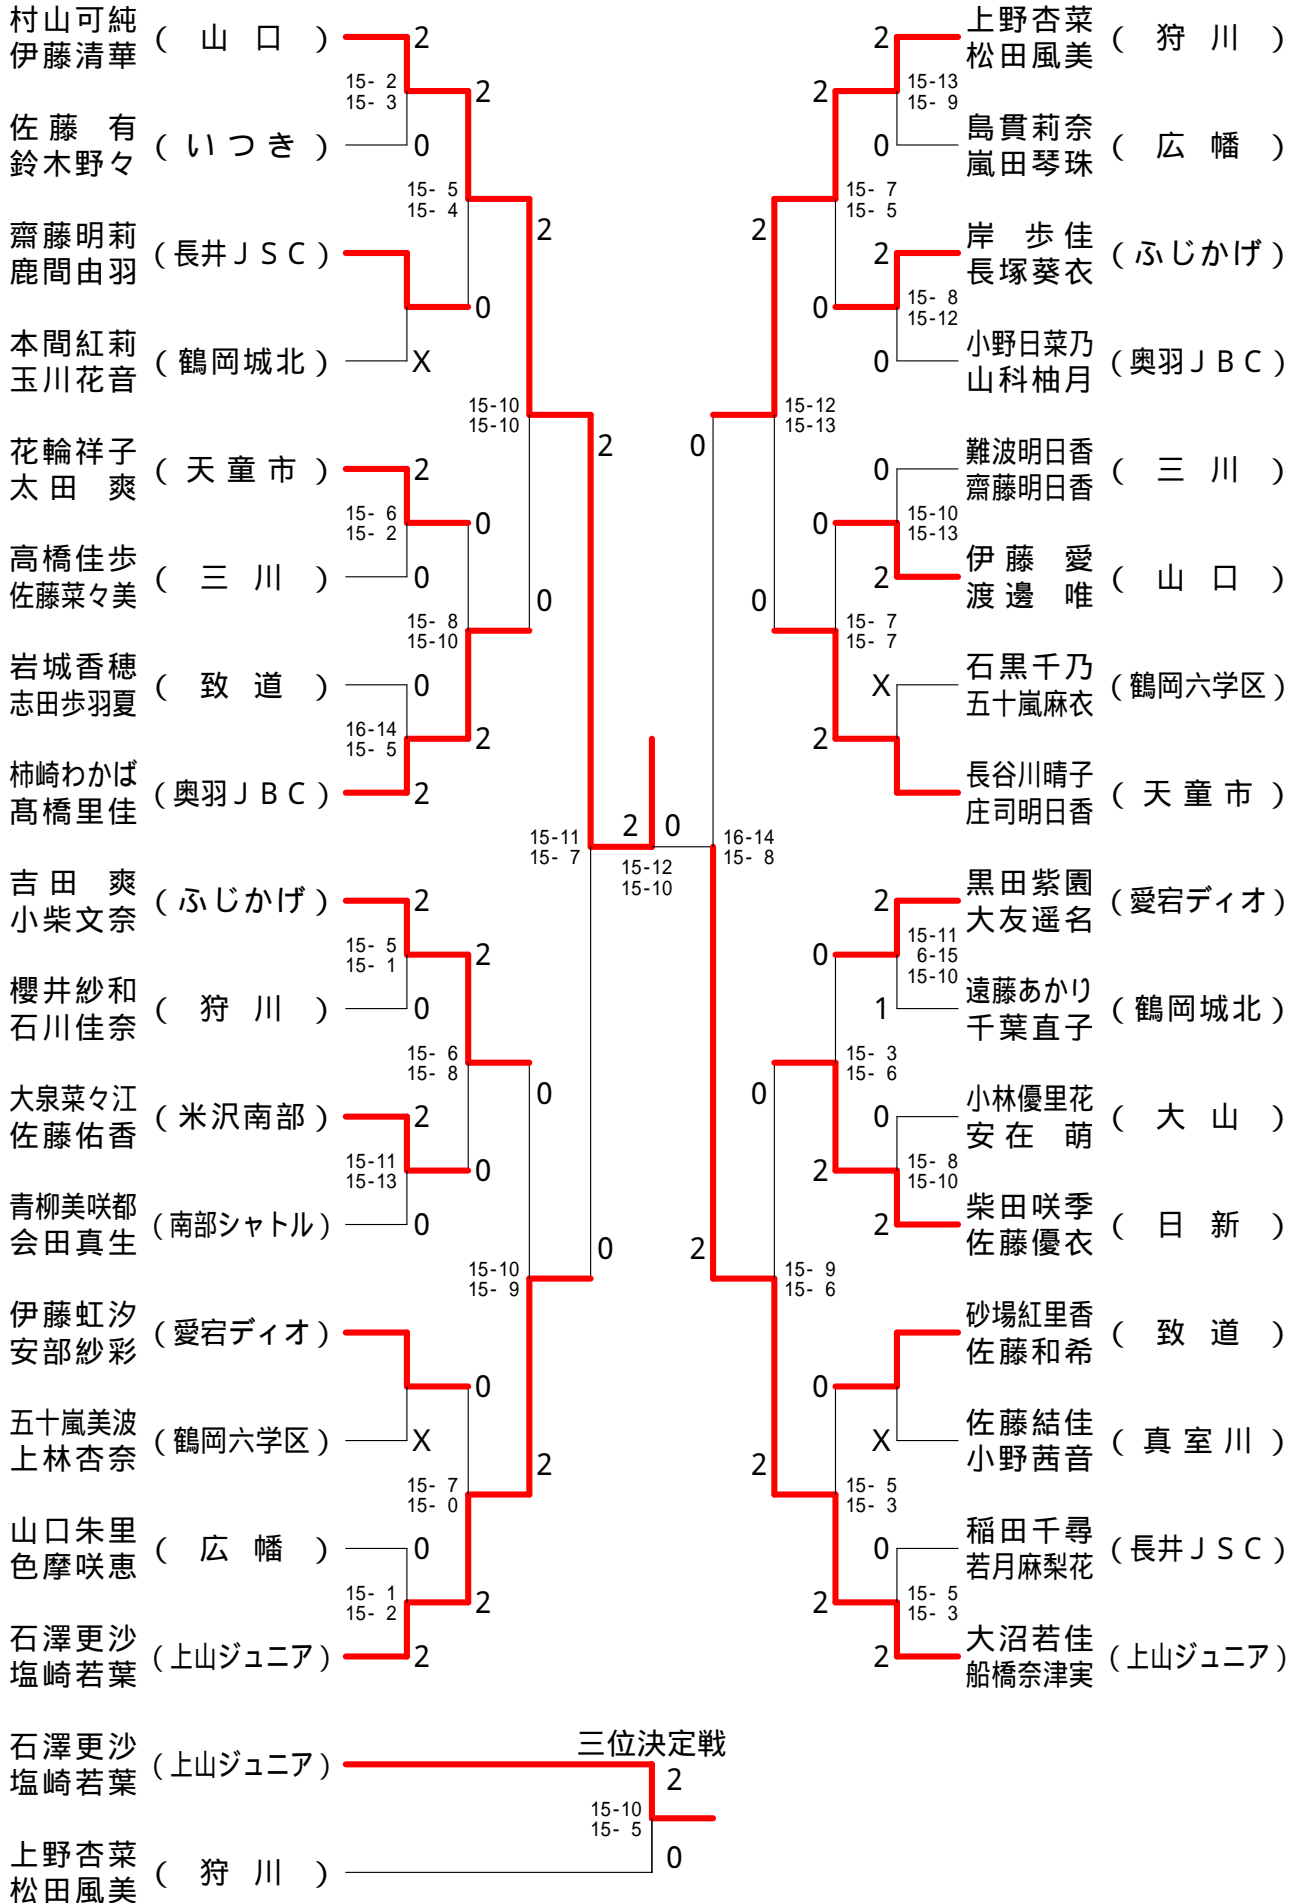 村山可純
伊藤清華
( 山 口 )
2
15- 2
15- 3
2
佐藤 有
鈴木野々
( いつき )
0
15- 5
15- 4
2
齋藤明莉
鹿間由羽
(長井ＪＳＣ)
0
本間紅莉
玉川花音
(鶴岡城北)
X
15-10
15-10
2
花輪祥子
太田 爽
( 天童市 )
2
15- 6
15- 2
0
高橋佳歩
佐藤菜々美
( 三 川 )
0
15- 8
15-10
0
岩城香穂
志田歩羽夏
( 致 道 )
0
16-14
15- 5
2
柿崎わかば
髙橋里佳
(奥羽ＪＢＣ)
2
15-11
15- 7
2
0
15-12
15-10
吉田 爽
小柴文奈
(ふじかげ)
2
15- 5
15- 1
2
櫻井紗和
石川佳奈
( 狩 川 )
0
15- 6
15- 8
0
大泉菜々江
佐藤佑香
(米沢南部)
2
15-11
15-13
0
青柳美咲都
会田真生
(南部シャトル)
0
15-10
15- 9
0
伊藤虹汐
安部紗彩
(愛宕ディオ)
0
五十嵐美波
上林杏奈
(鶴岡六学区)
X
15- 7
15- 0
2
山口朱里
色摩咲恵
( 広 幡 )
0
15- 1
15- 2
2
石澤更沙
塩崎若葉
(上山ジュニア)
2
2
上野杏菜
松田風美
( 狩 川 )
2
15-13
15- 9
0
島貫莉奈
嵐田琴珠
( 広 幡 )
15- 7
15- 5
2
2
岸 歩佳
長塚葵衣
(ふじかげ)
0
15- 8
15-12
0
小野日菜乃
山科柚月
(奥羽ＪＢＣ)
15-12
15-13
0
0
難波明日香
齋藤明日香
( 三 川 )
0
15-10
15-13
2
伊藤 愛
渡邊 唯
( 山 口 )
0
15- 7
15- 7
X
石黒千乃
五十嵐麻衣
(鶴岡六学区)
2
長谷川晴子
庄司明日香
( 天童市 )
16-14
15- 8
2
黒田紫園
大友遥名
(愛宕ディオ)
0
15-11
6-15
15-10
1
遠藤あかり
千葉直子
(鶴岡城北)
0
15- 3
15- 6
0
小林優里花
安在 萌
( 大 山 )
2
15- 8
15-10
2
柴田咲季
佐藤優衣
( 日 新 )
2
15- 9
15- 6
砂場紅里香
佐藤和希
( 致 道 )
0
X
佐藤結佳
小野茜音
( 真室川 )
2
15- 5
15- 3
0
稲田千尋
若月麻梨花
(長井ＪＳＣ)
2
15- 5
15- 3
2
大沼若佳
船橋奈津実
(上山ジュニア)
三位決定戦
石澤更沙
塩崎若葉
(上山ジュニア)
2
15-10
15- 5
0
上野杏菜
松田風美
( 狩 川 )